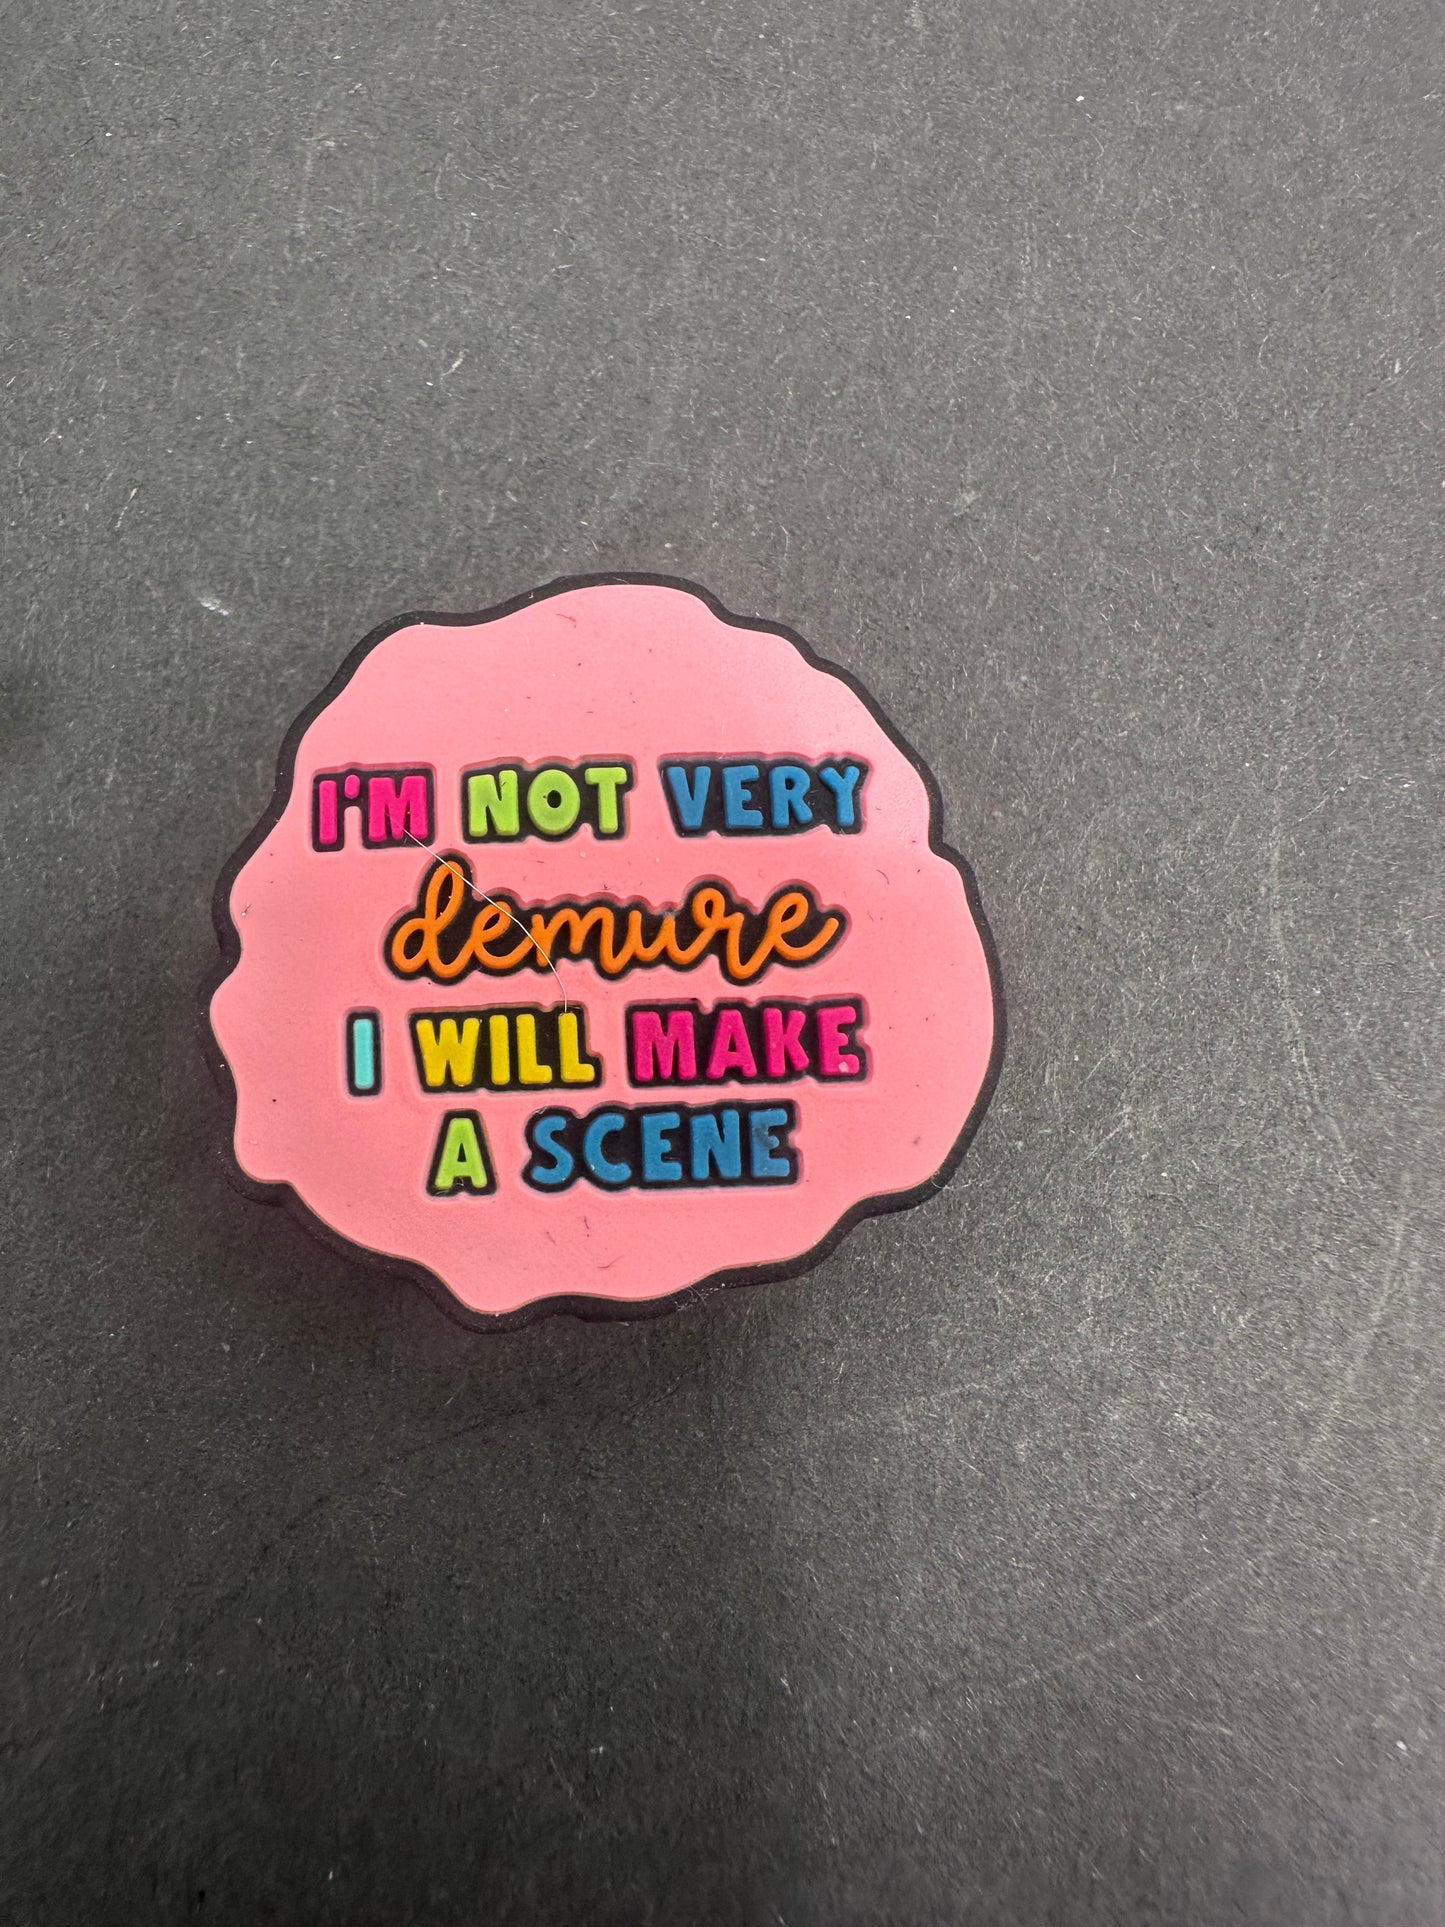 I'M NOT VERY
demure
I WILL MAKE
A SCENE